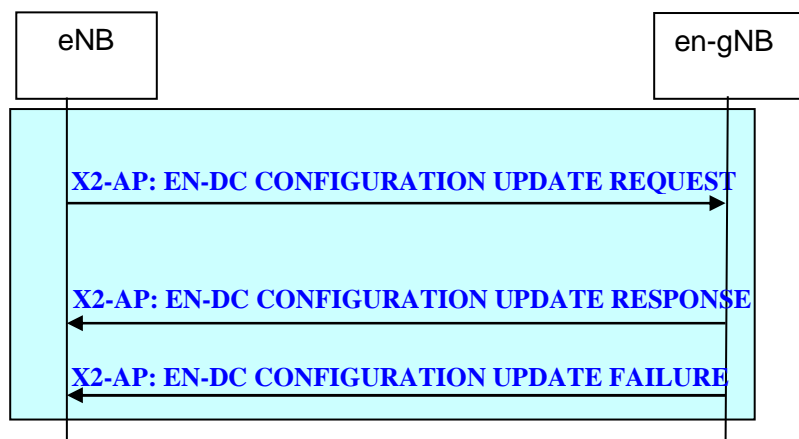 eNB
en-gNB
X2-AP: EN-DC CONFIGURATION UPDATE REQUEST
X2-AP: EN-DC CONFIGURATION UPDATE RESPONSE
X2-AP: EN-DC CONFIGURATION UPDATE FAILURE